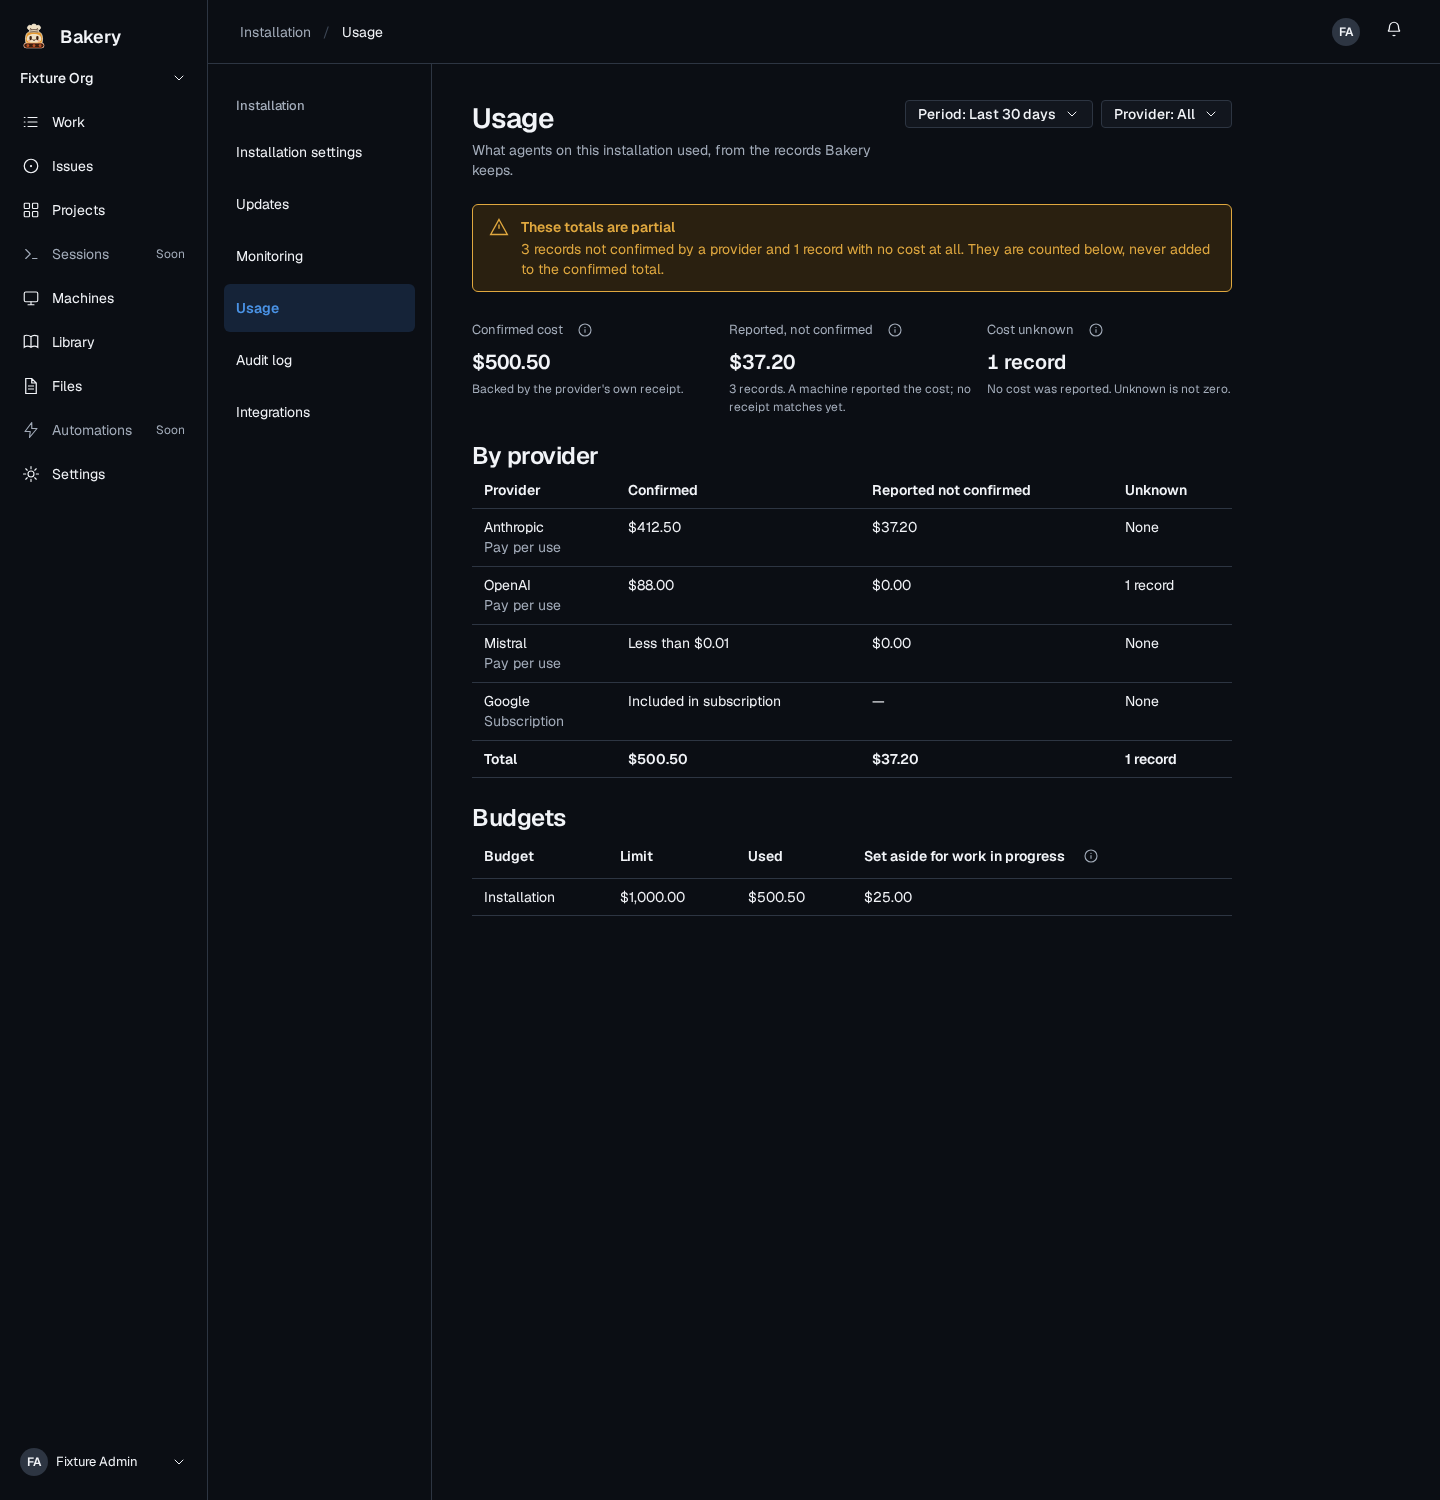 Bakery
Fixture Org
Work
Issues
Projects
Sessions Soon
Machines
Library
Files
Automations Soon
Settings
FA Fixture Admin
Installation / Usage
FA
Installation
Installation settings
Updates
Monitoring
Usage
Audit log
Integrations
Usage
What agents on this installation used, from the records Bakery
keeps.
Period: Last 30 days
Provider: All
These totals are partial
3 records not confirmed by a provider and 1 record with no cost at all. They are counted below, never added
to the confirmed total.
Confirmed cost
$500.50
Backed by the provider's own receipt.
Reported, not confirmed
$37.20
3 records. A machine reported the cost; no
receipt matches yet.
Cost unknown
1 record
No cost was reported. Unknown is not zero.
By provider
Provider Confirmed Reported not confirmed Unknown
Anthropic $412.50 $37.20 None
Pay per use
OpenAI $88.00 $0.00 1 record
Pay per use
Mistral Less than $0.01 $0.00 None
Pay per use
Google Included in subscription — None
Subscription
Total $500.50 $37.20 1 record
Budgets
Budget Limit Used Set aside for work in progress
Installation $1,000.00 $500.50 $25.00